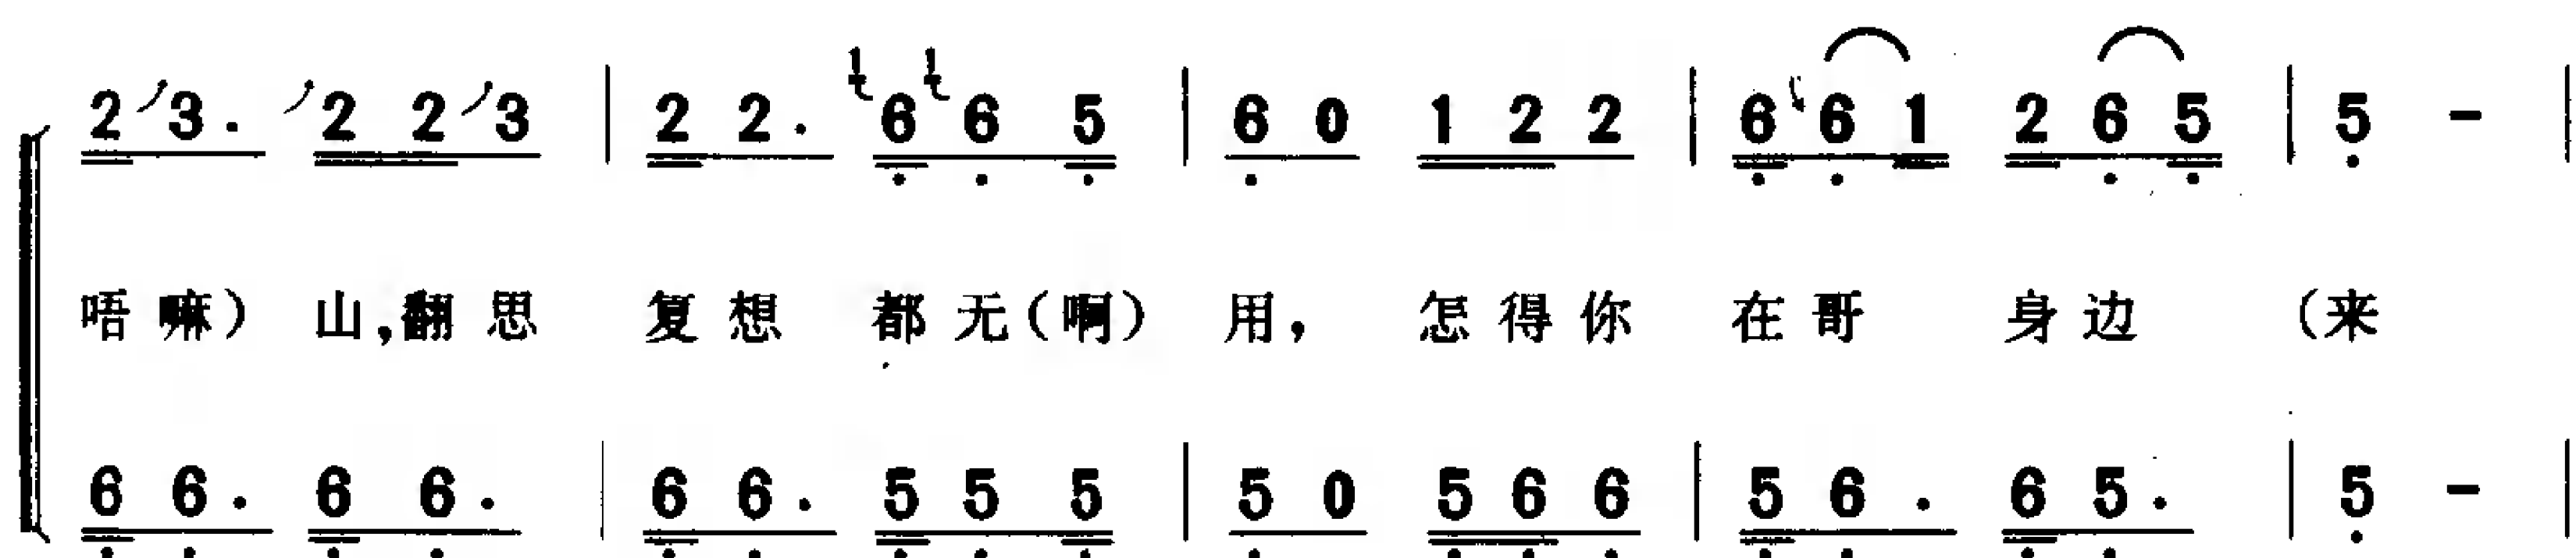 2 3. 2 2 3 | 2 2. 6 6 5 | 6 0 1 2 2 | 6 6 1 2 6 5 | 5 - |
唔嘛) 山,翻思 复想 都无(啊) 用, 怎得你 在哥 身边 (来
6 6. 6 6. | 6 6. 5 5 5 | 5 0 5 6 6 | 5 6. 6 5. | 5 - |